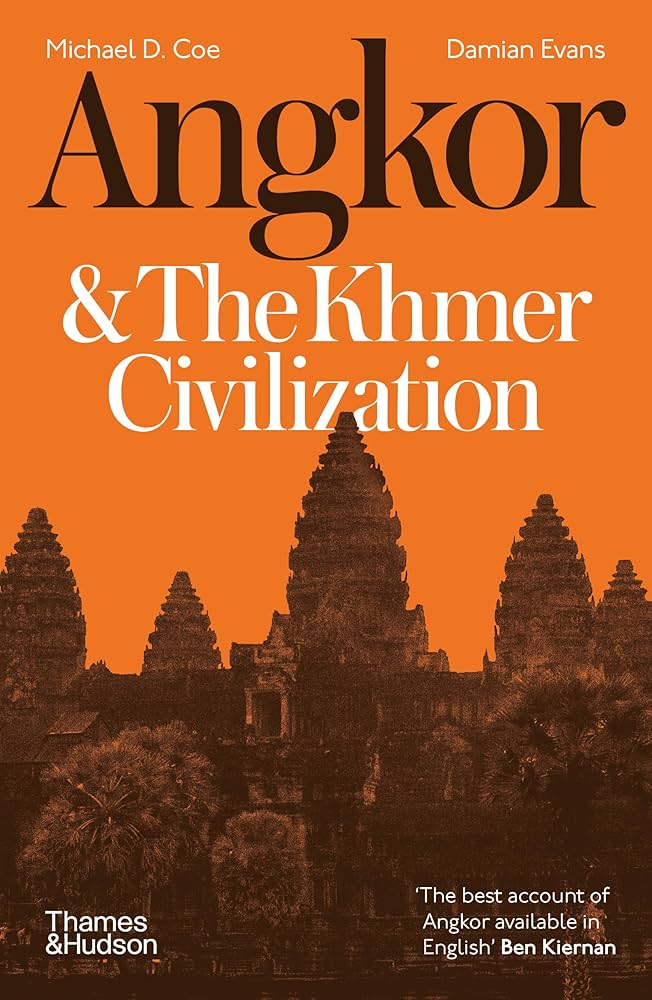 Michael D. Coe
Damian Evans
Angkor
& The Khmer
Civilization
Thames
&Hudson
‘The best account of
Angkor available in
English’ Ben Kiernan